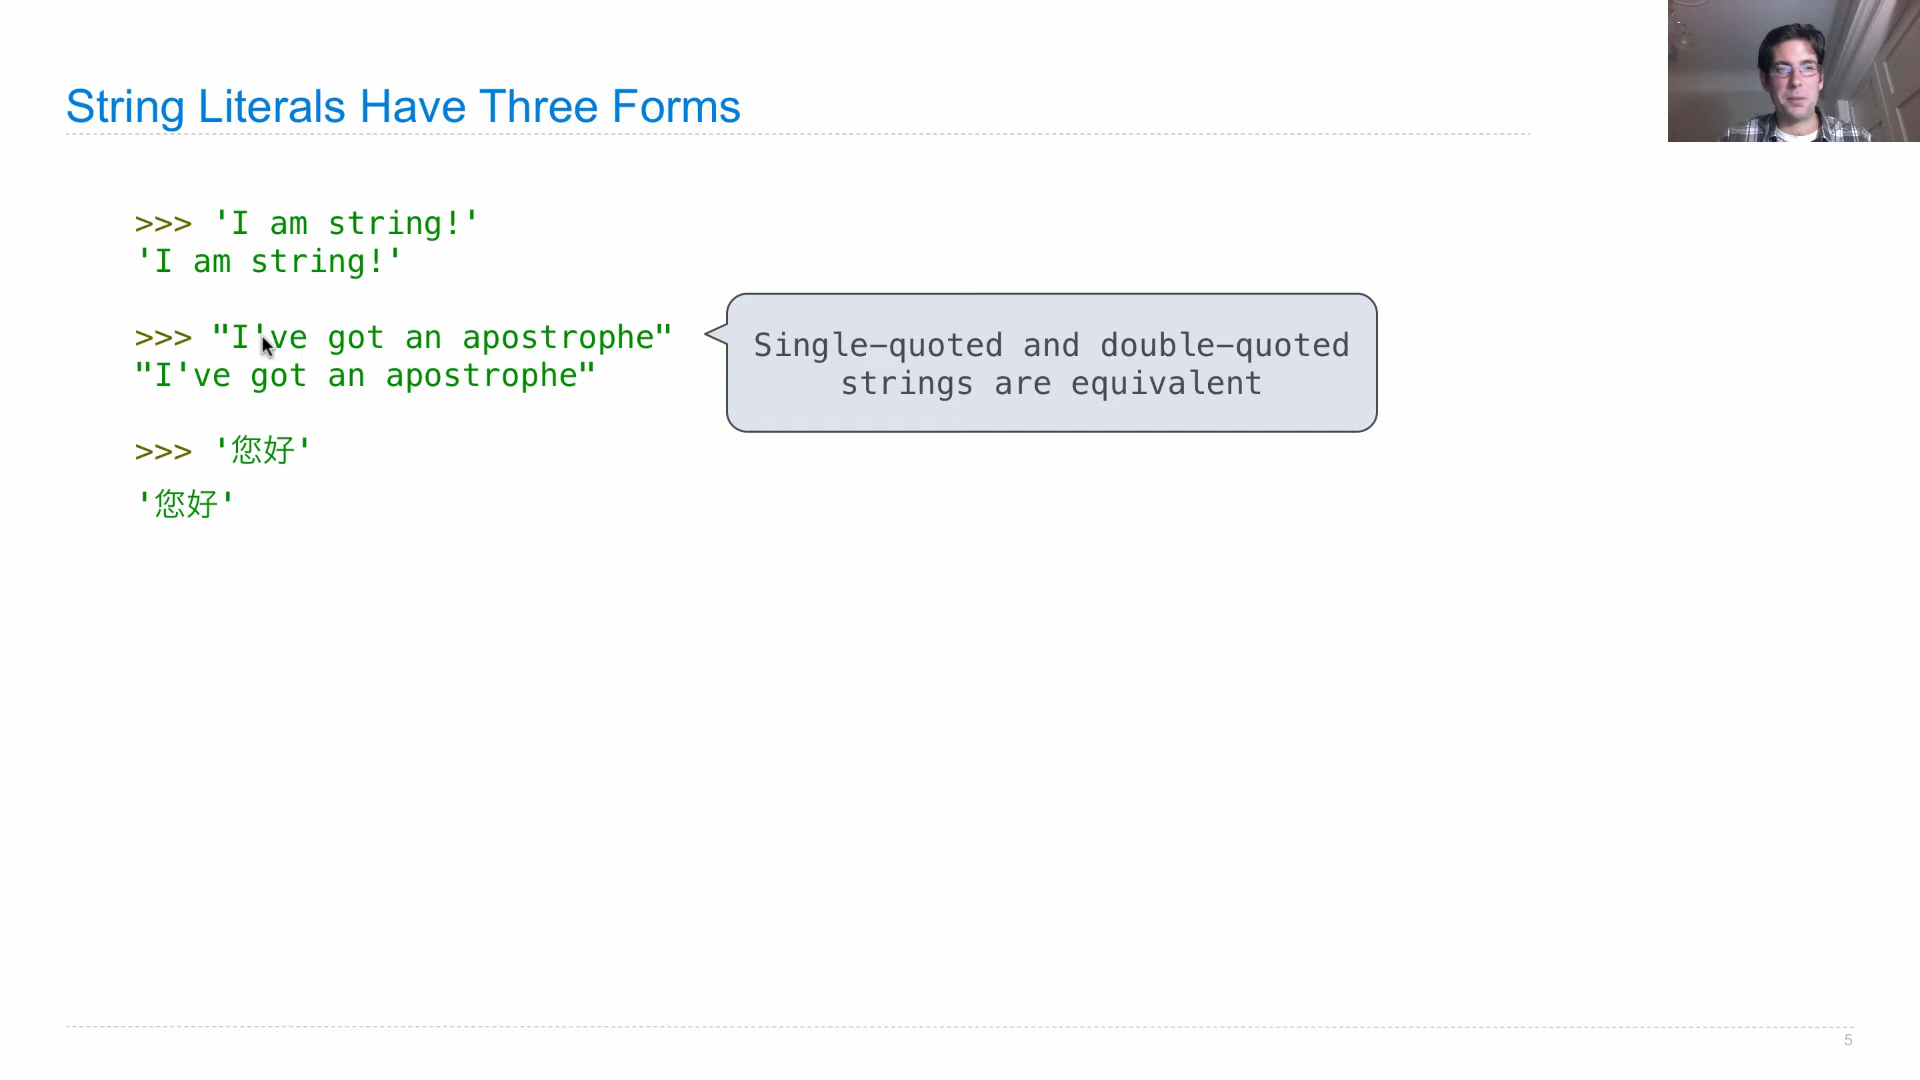 String Literals Have Three Forms
>>> 'I am string!'
'I am string!'
>>> "I've got an apostrophe"
"I've got an apostrophe"
Single-quoted and double-quoted
strings are equivalent
>>> '您好'
'您好'
5